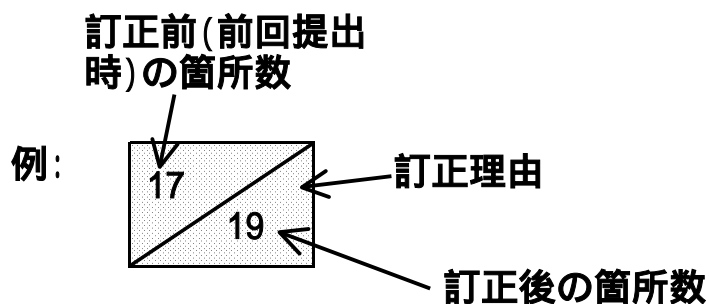 訂正前(前回提出
時)の箇所数
例:
17
訂正理由
19
訂正後の箇所数